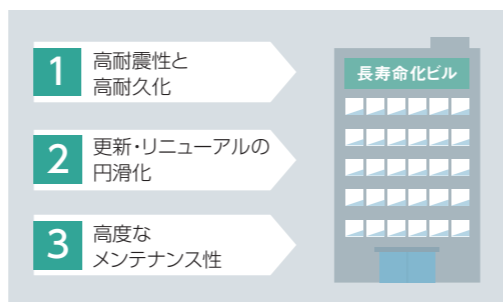 1
高耐震性と
高耐久化
2
更新・リニューアルの
円滑化
3
高度な
メンテナンス性
長寿命化ビル